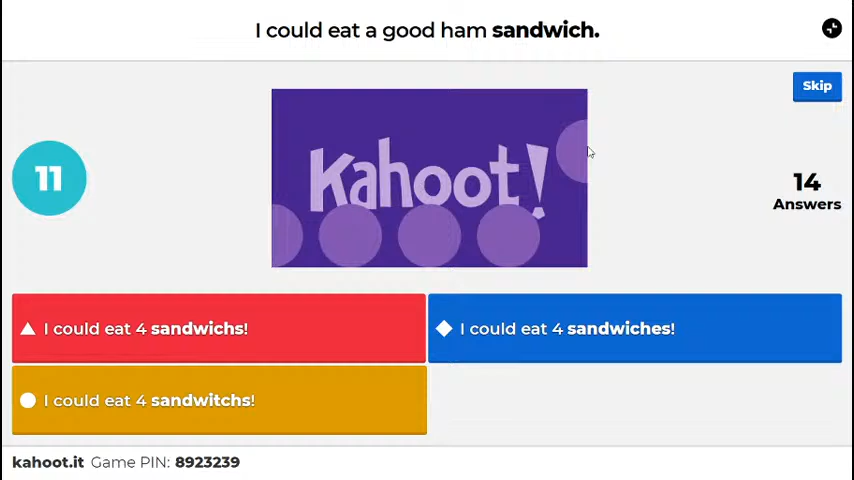 I could eat a good ham sandwich.
Skip
11
Kahoot!
14
Answers
I could eat 4 sandwichs!
I could eat 4 sandwiches!
I could eat 4 sandwitchs!
kahoot.it Game PIN: 8923239